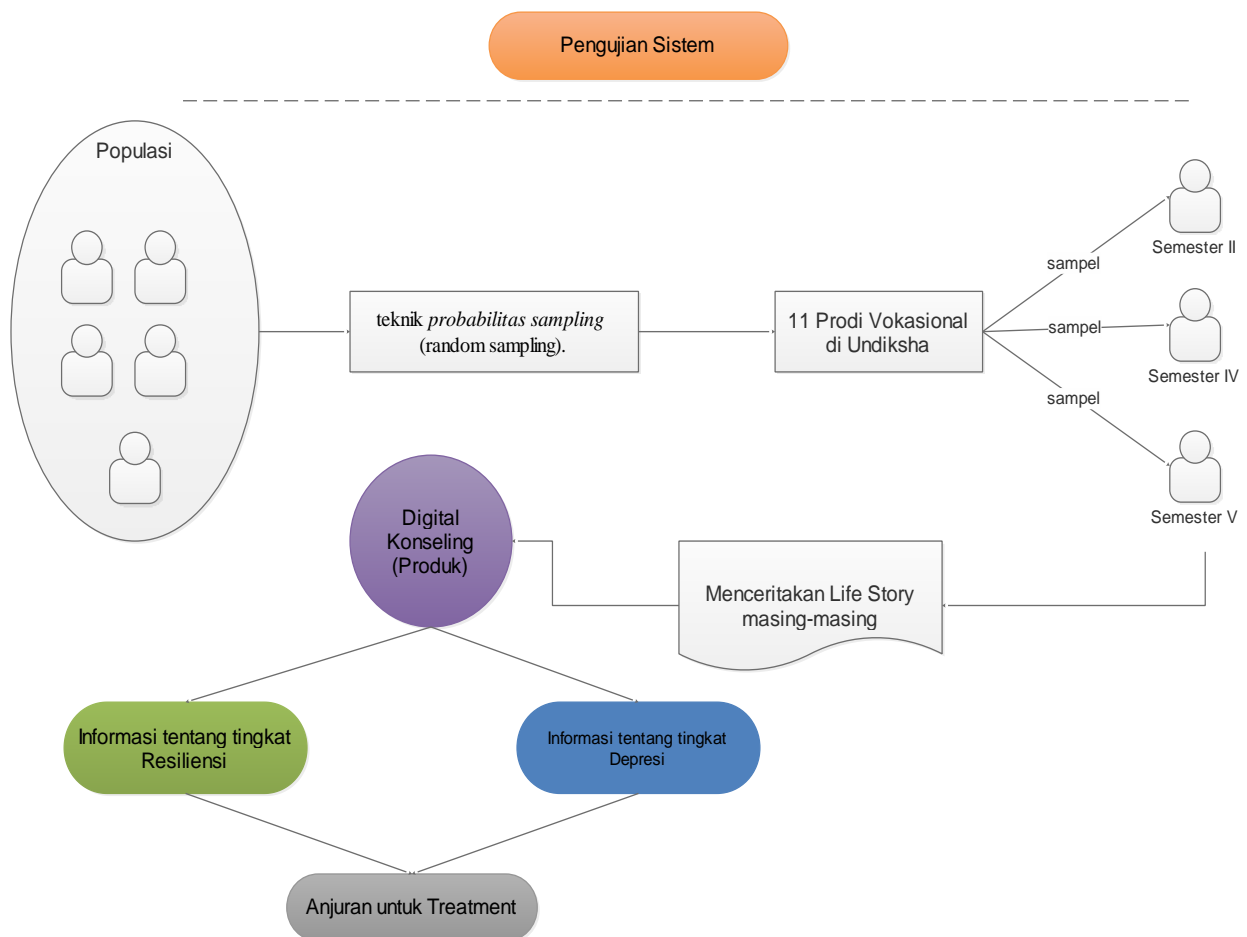 Pengujian Sistem
Populasi
teknik probabilitas sampling
(random sampling).
11 Prodi Vokasional
di Undiksha
sampel
Semester II
sampel
Semester IV
sampel
Semester V
Menceritakan Life Story
masing-masing
Digital
Konseling
(Produk)
Informasi tentang tingkat
Resiliensi
Informasi tentang tingkat
Depresi
Anjuran untuk Treatment